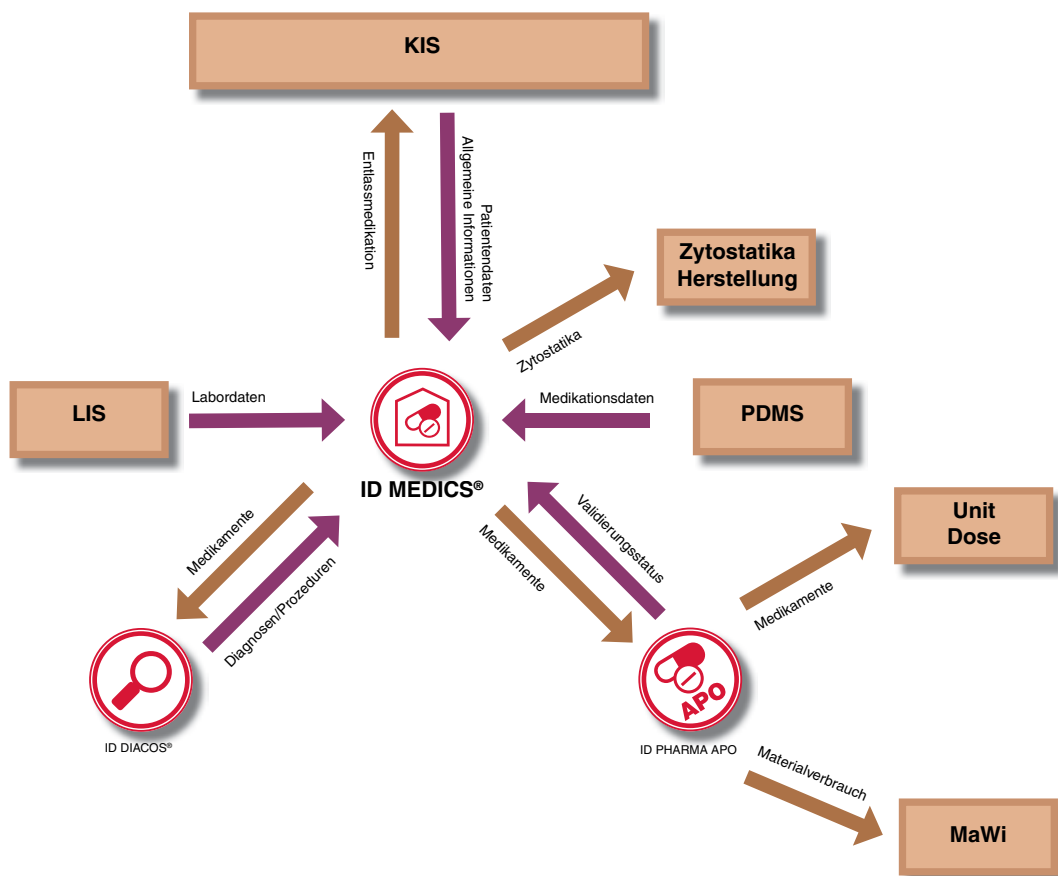 KIS
Entlassmedikation
Patientendaten
Allgemeine Informationen
Zytostatika
Herstellung
Zytostatika
LIS
Labordaten
Medikationsdaten
PDMS
ID MEDICS®
Medikamente
Diagnosen/Prozeduren
Medikamente
Validierungsstatus
Unit
Dose
Medikamente
APO
ID DIACOS®
ID PHARMA APO
Materialverbrauch
MaWi